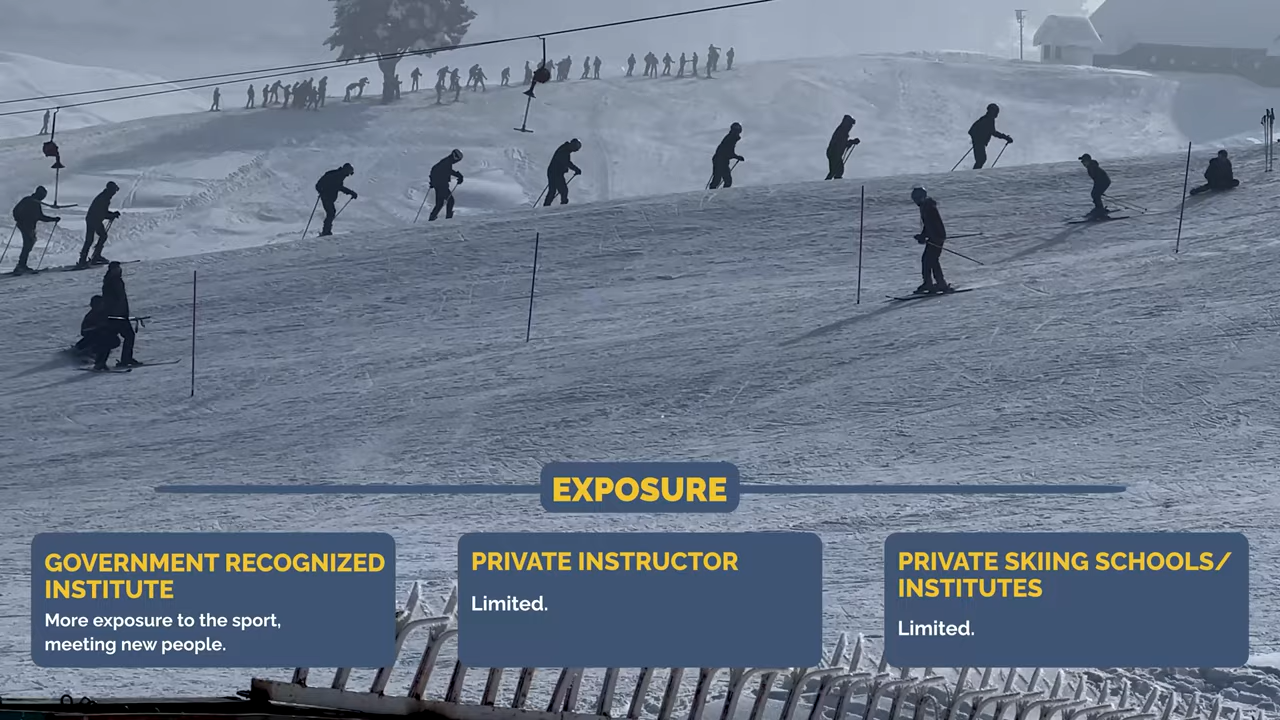 EXPOSURE
GOVERNMENT RECOGNIZED
INSTITUTE
More exposure to the sport,
meeting new people.
PRIVATE INSTRUCTOR
Limited.
PRIVATE SKIING SCHOOLS/
INSTITUTES
Limited.